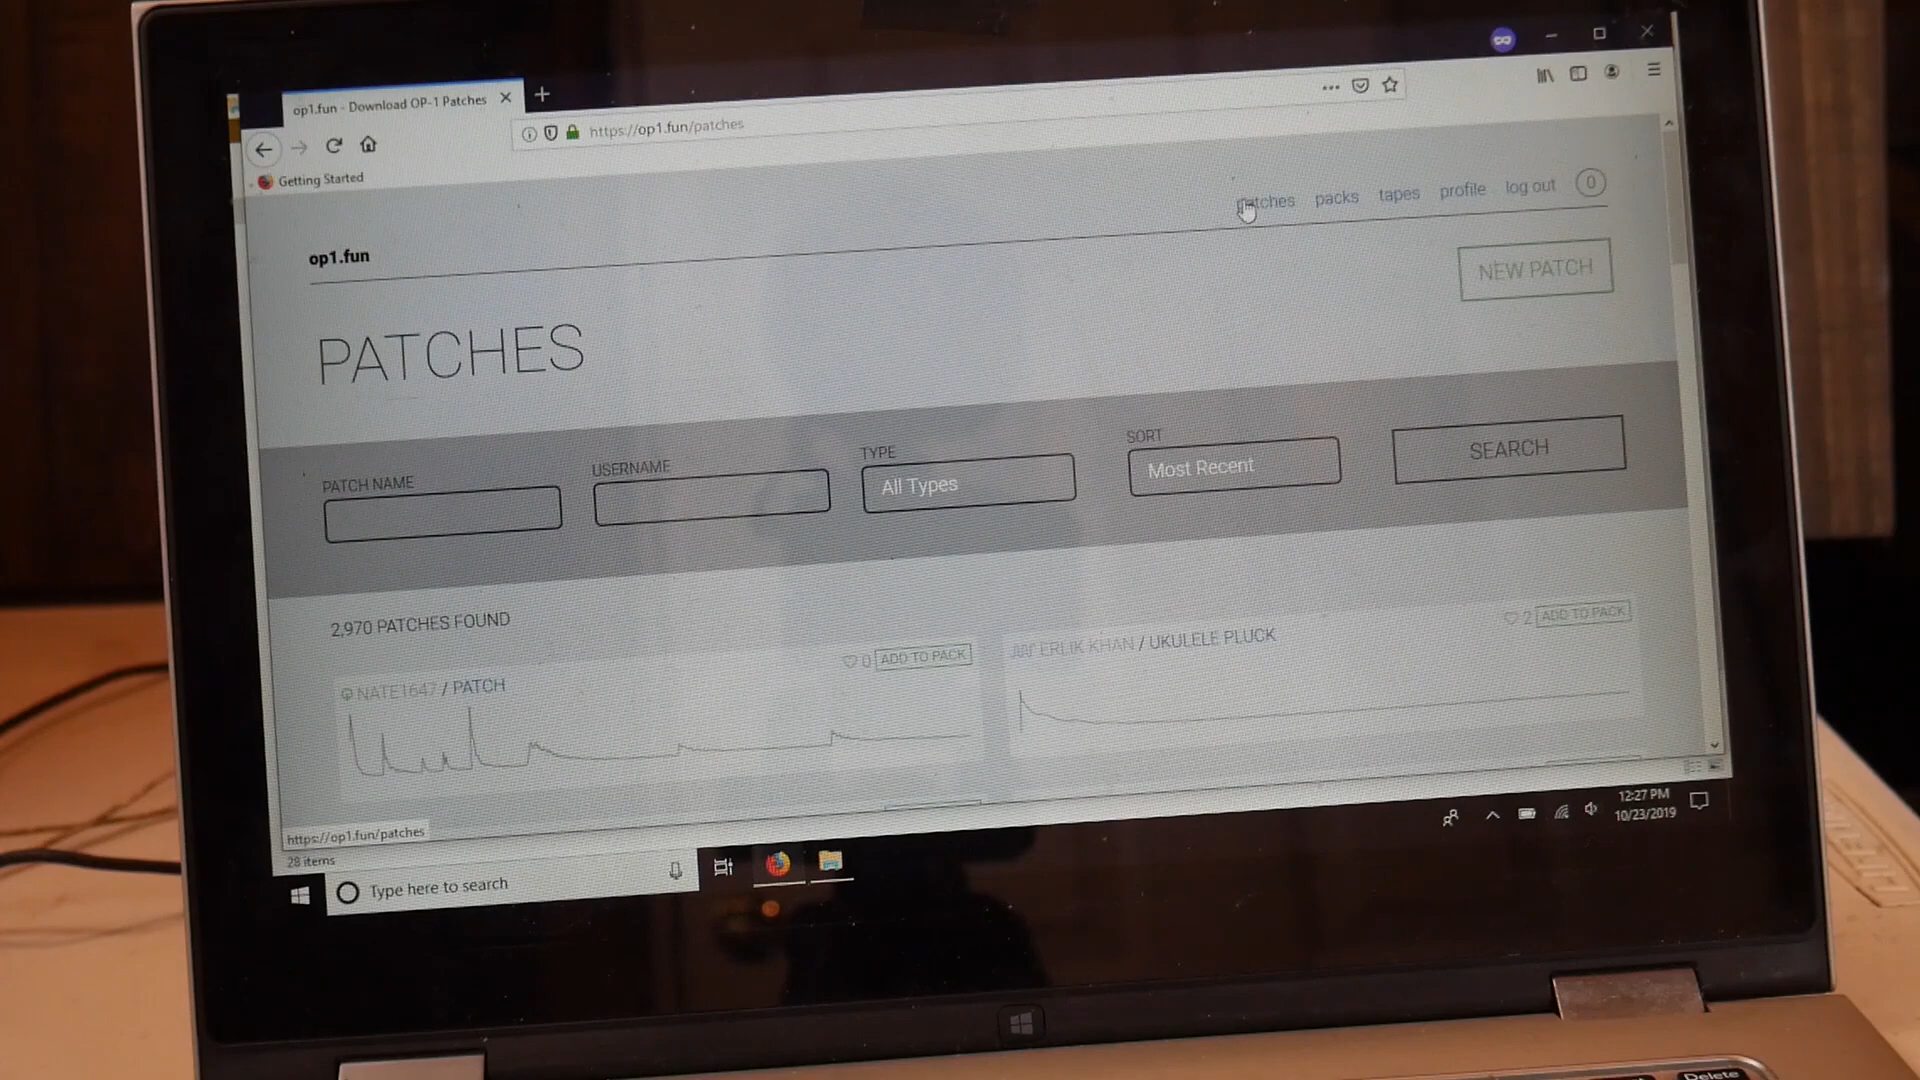 op1.fun - Download OP-1 Patches
https://op1.fun/patches
Getting Started
patches packs tapes profile log out 0
op1.fun
NEW PATCH
PATCHES
PATCH NAME USERNAME TYPE SORT
All Types Most Recent SEARCH
2,970 PATCHES FOUND
NATE1647 / PATCH 0 ADD TO PACK
ERLIK KHAN / UKULELE PLUCK 2 ADD TO PACK
https://op1.fun/patches
28 items
Type here to search
12:27 PM
10/23/2019
Delete